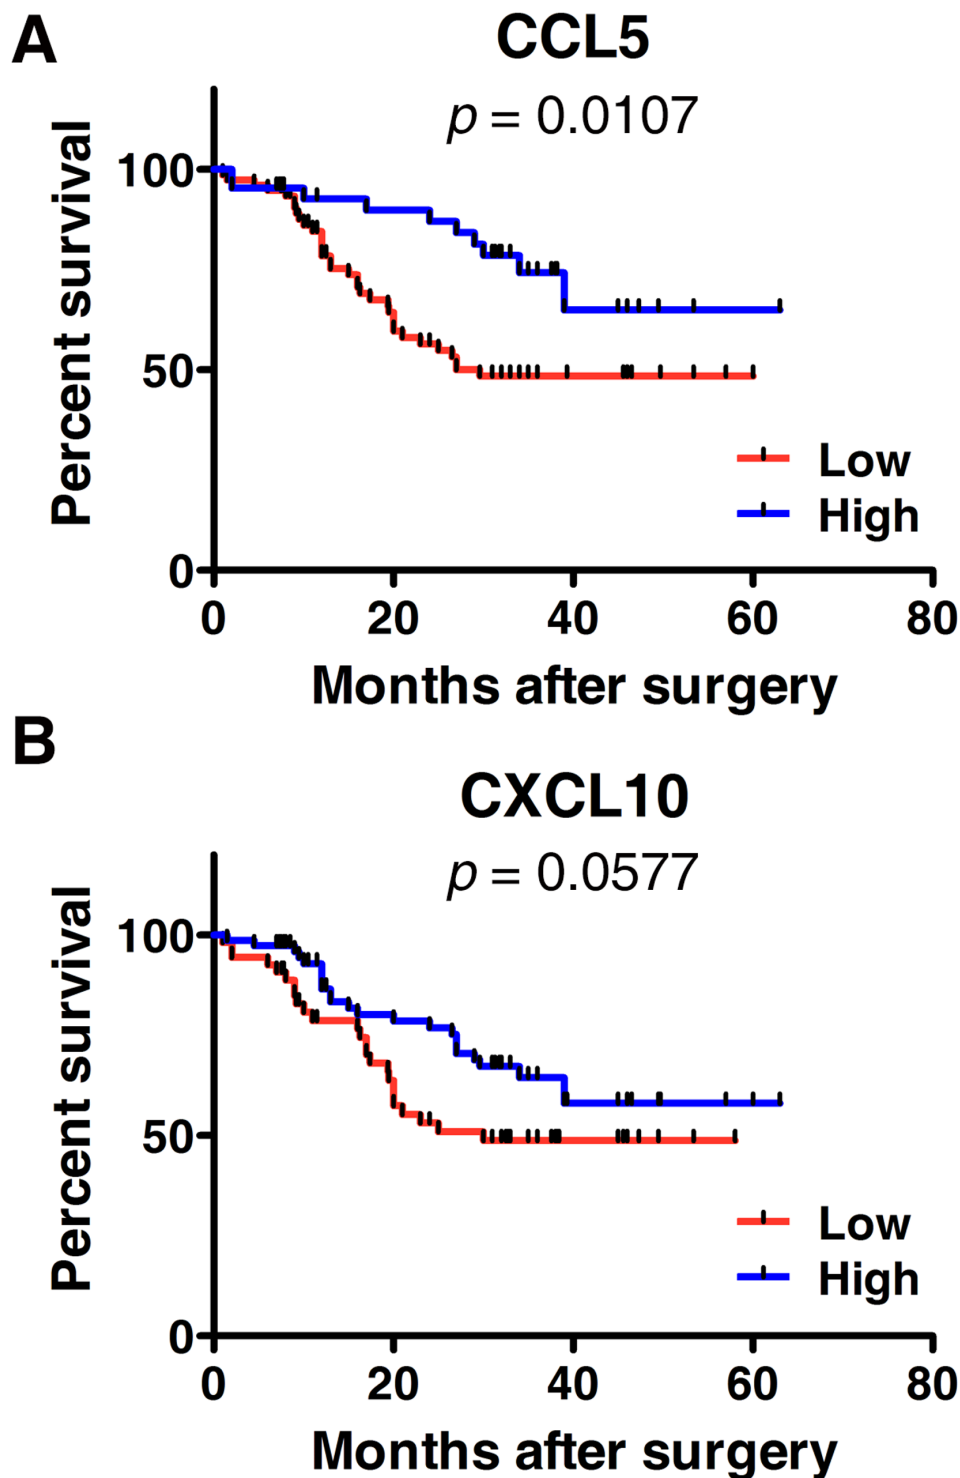 A
CCL5
p = 0.0107
Percent survival
100
50
0
Low
High
0 20 40 60 80
Months after surgery
B
CXCL10
p = 0.0577
Percent survival
100
50
0
Low
High
0 20 40 60 80
Months after surgery